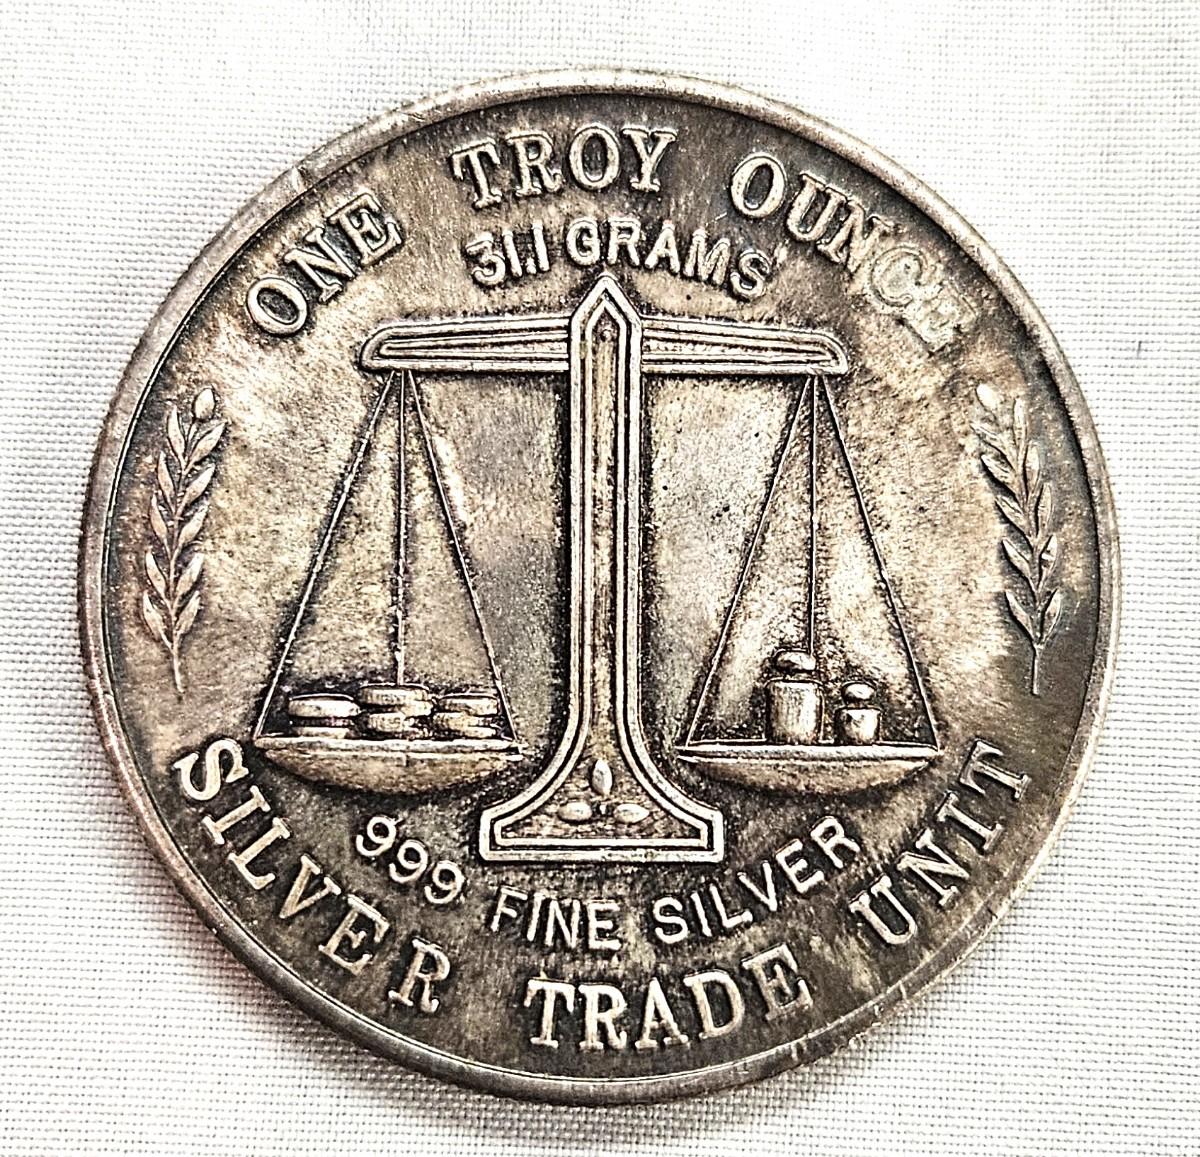 ONE TROY OUNCE
31.1 GRAMS
999 FINE SILVER
SILVER TRADE UNIT